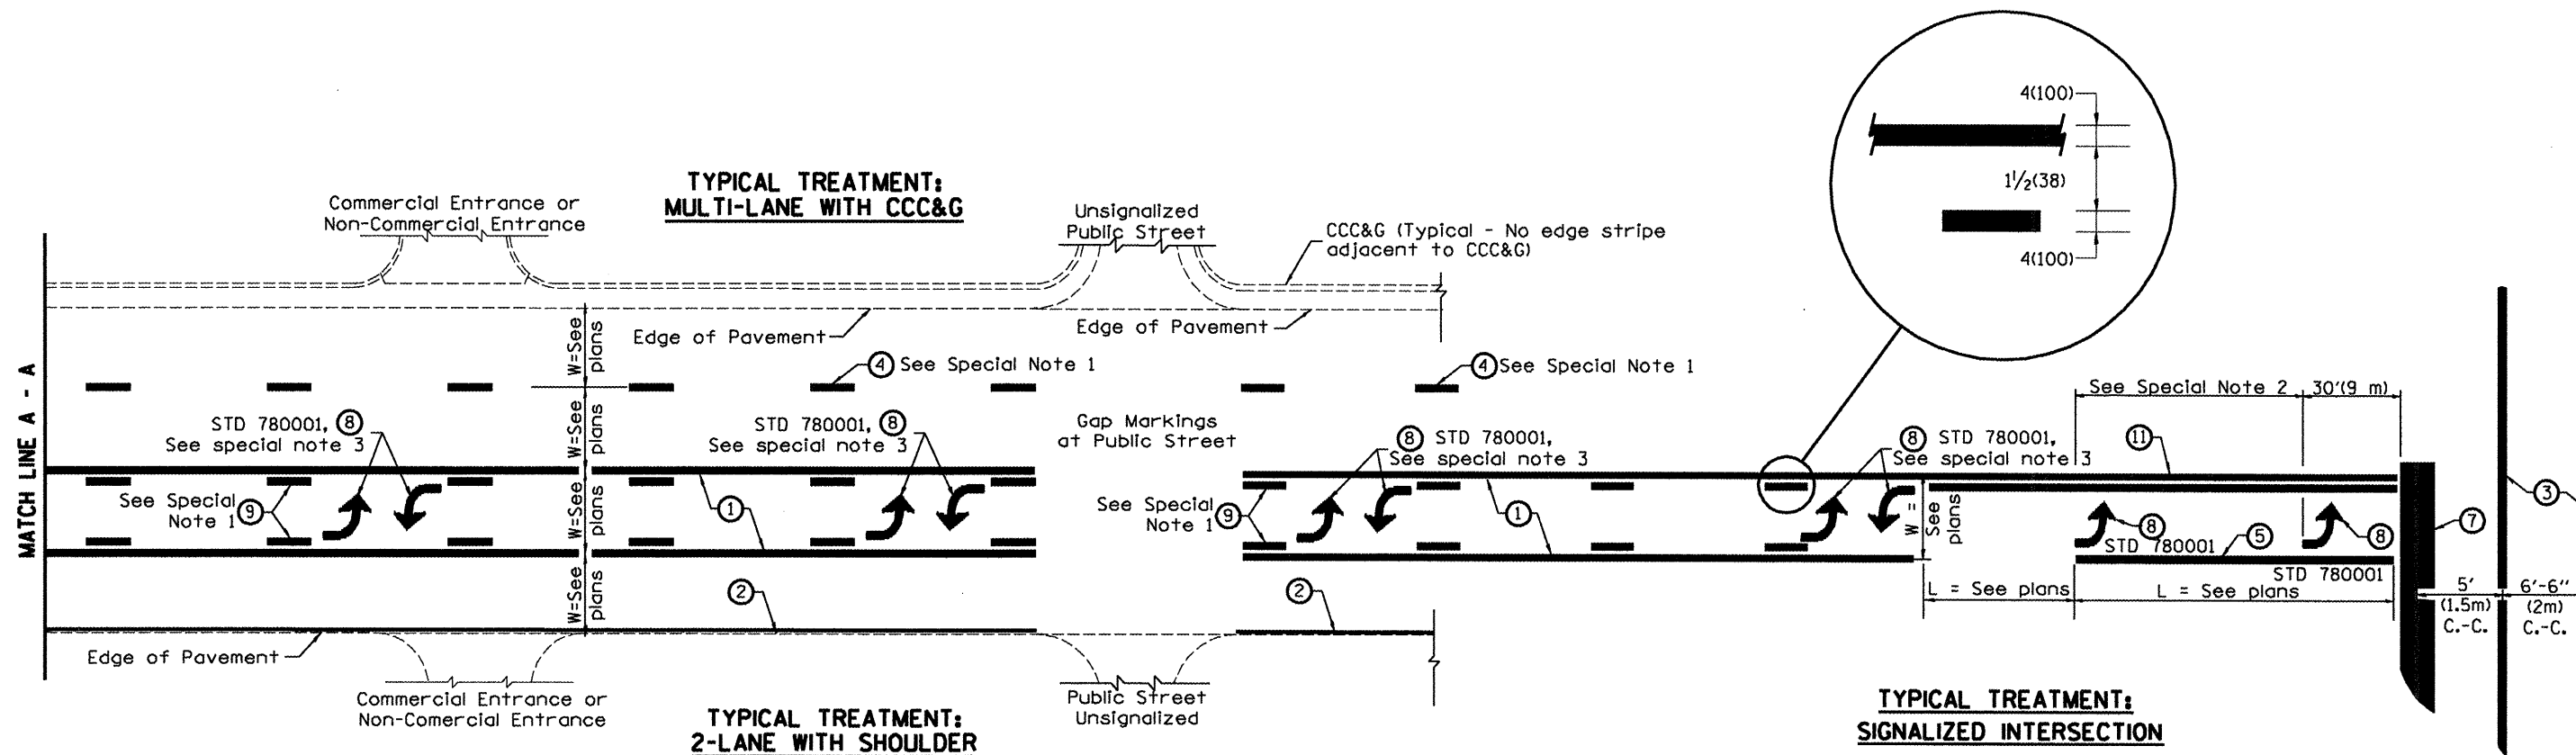 TYPICAL TREATMENT:
MULTI-LANE WITH CCC&G
Commercial Entrance or
Non-Commercial Entrance
Unsignalized
Public Street
CCC&G (Typical - No edge stripe
adjacent to CCC&G)
4(100)
1½(38)
4(100)
MATCH LINE A - A
Edge of Pavement
Edge of Pavement
W=See
plans
4 See Special Note 1
4 See Special Note 1
W=See
plans
STD 780001, 8
See special note 3
STD 780001, 8
See special note 3
Gap Markings
at Public Street
8 STD 780001,
See special note 3
8 STD 780001,
See special note 3
See Special Note 2
30'(9 m)
11
See Special
Note 1 9
W=See
plans
1
See Special
Note 1 9
1
W =
See
plans
8
STD 780001
5
8
STD 780001
7
3
W=See
plans
2
2
L = See plans
L = See plans
5'
(1.5m)
C.-C.
6'-6"
(2m)
C.-C.
Edge of Pavement
Commercial Entrance or
Non-Comercial Entrance
Public Street
Unsignalized
TYPICAL TREATMENT:
2-LANE WITH SHOULDER
TYPICAL TREATMENT:
SIGNALIZED INTERSECTION